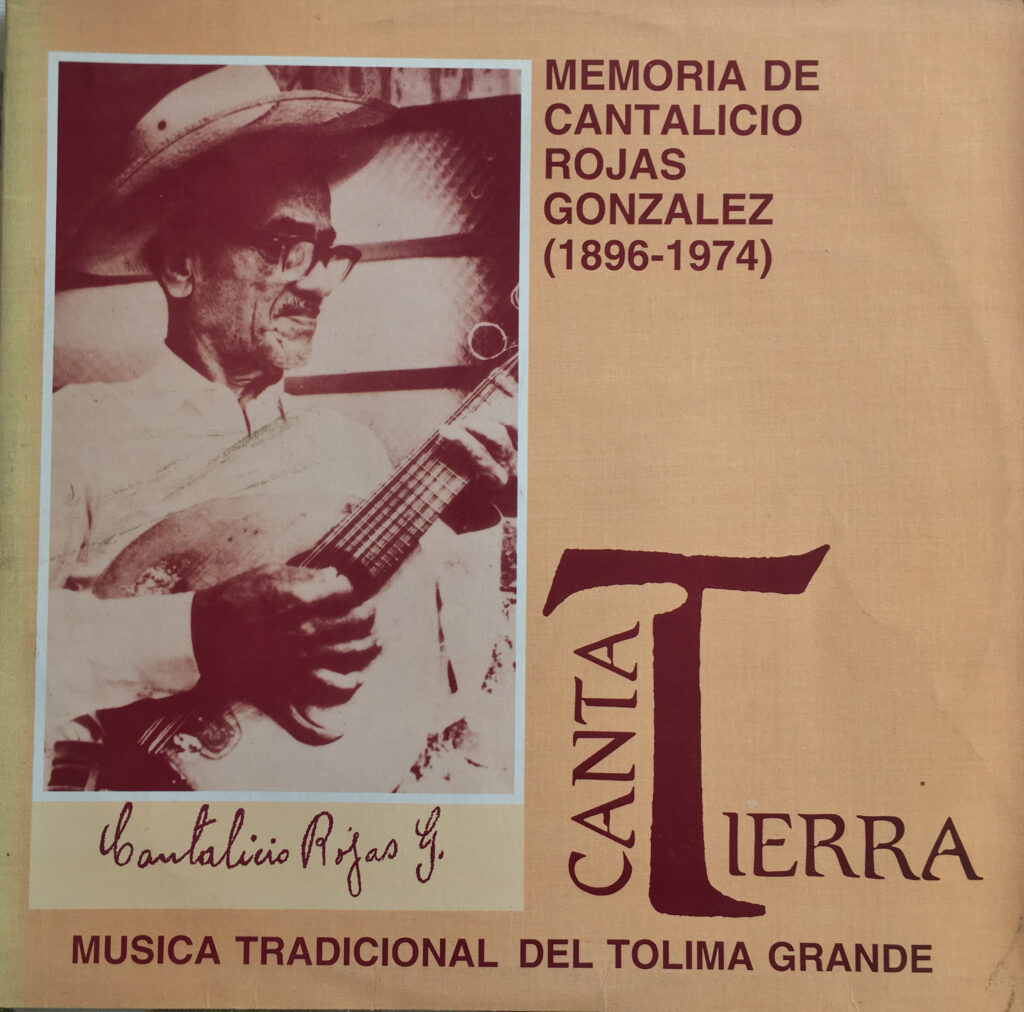 MEMORIA DE
CANTALICIO
ROJAS
GONZALEZ
(1896-1974)
CANTA
TIERRA
Cantalicio Rojas G.
MUSICA TRADICIONAL DEL TOLIMA GRANDE